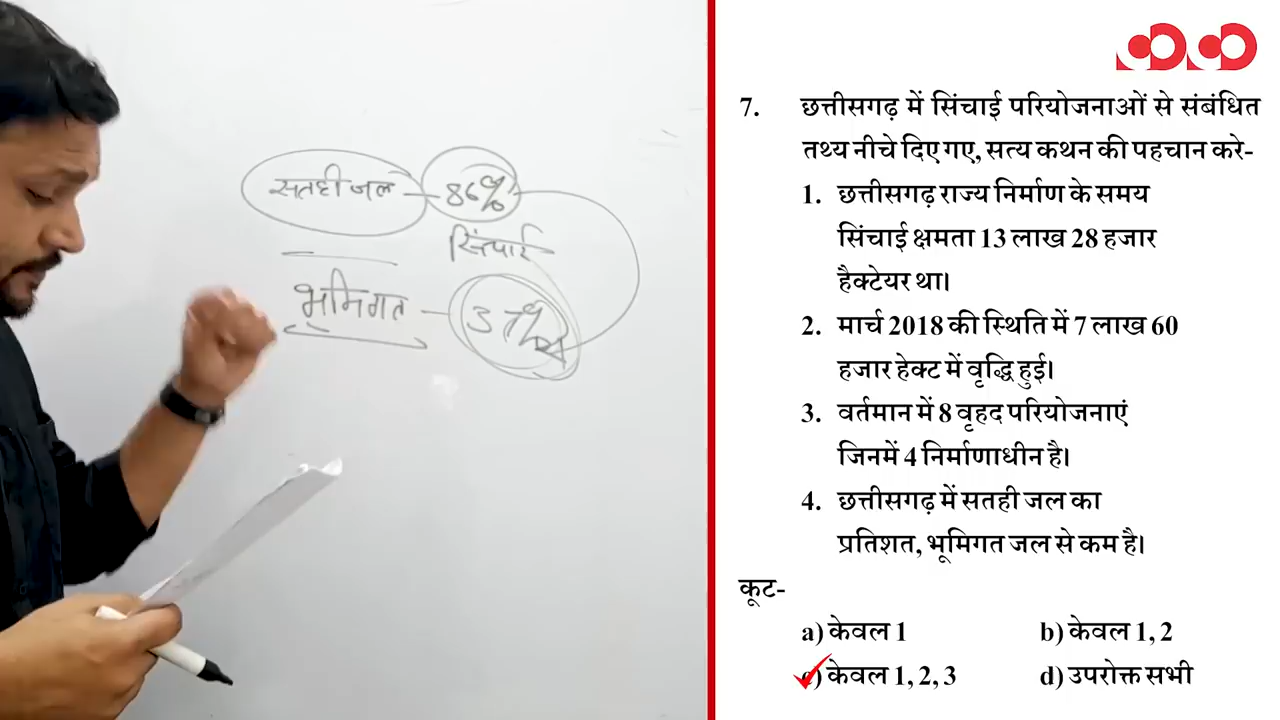 सतही जल – 86%
सिंचाई
भूमिगत – 37%
7. छत्तीसगढ़ में सिंचाई परियोजनाओं से संबंधित
तथ्य नीचे दिए गए, सत्य कथन की पहचान करे-
1. छत्तीसगढ़ राज्य निर्माण के समय
सिंचाई क्षमता 13 लाख 28 हजार
हैक्टेयर था।
2. मार्च 2018 की स्थिति में 7 लाख 60
हजार हेक्ट में वृद्धि हुई।
3. वर्तमान में 8 वृहद परियोजनाएं
जिनमें 4 निर्माणाधीन है।
4. छत्तीसगढ़ में सतही जल का
प्रतिशत, भूमिगत जल से कम है।
कूट-
a) केवल 1 b) केवल 1, 2
c) केवल 1, 2, 3 d) उपरोक्त सभी